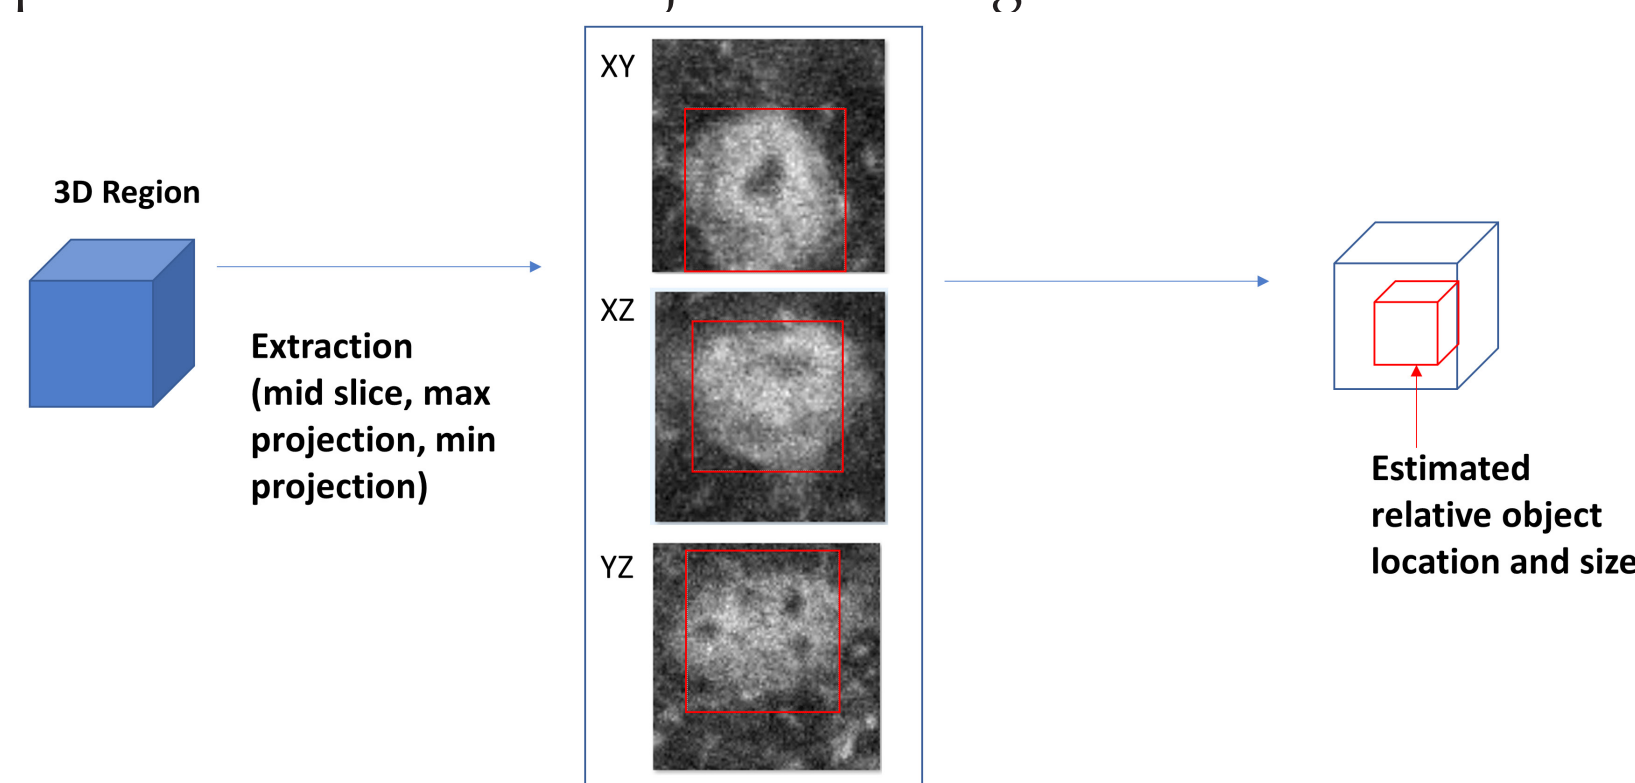 3D Region
Extraction
(mid slice, max
projection, min
projection)
XY
XZ
YZ
Estimated
relative object
location and size